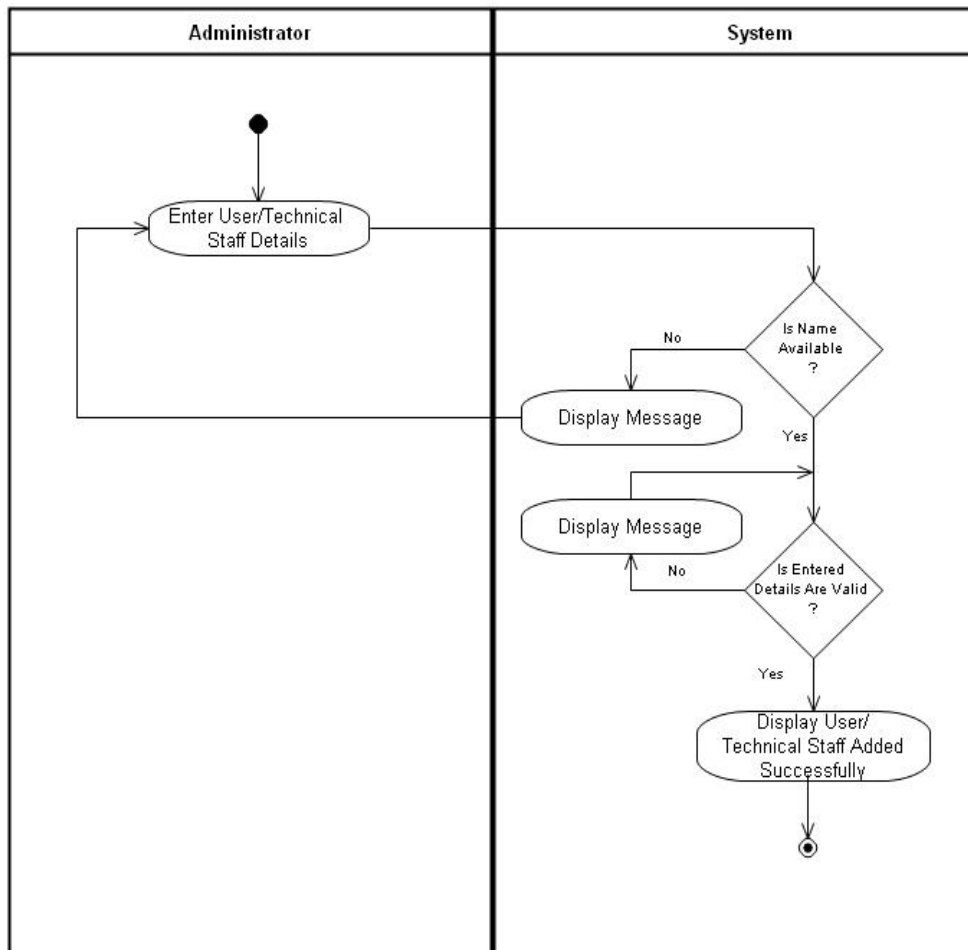 Administrator
System
Enter User/Technical
Staff Details
Is Name
Available
?
No
Display Message
Yes
Display Message
No
Is Entered
Details Are Valid
?
Yes
Display User/
Technical Staff Added
Successfully